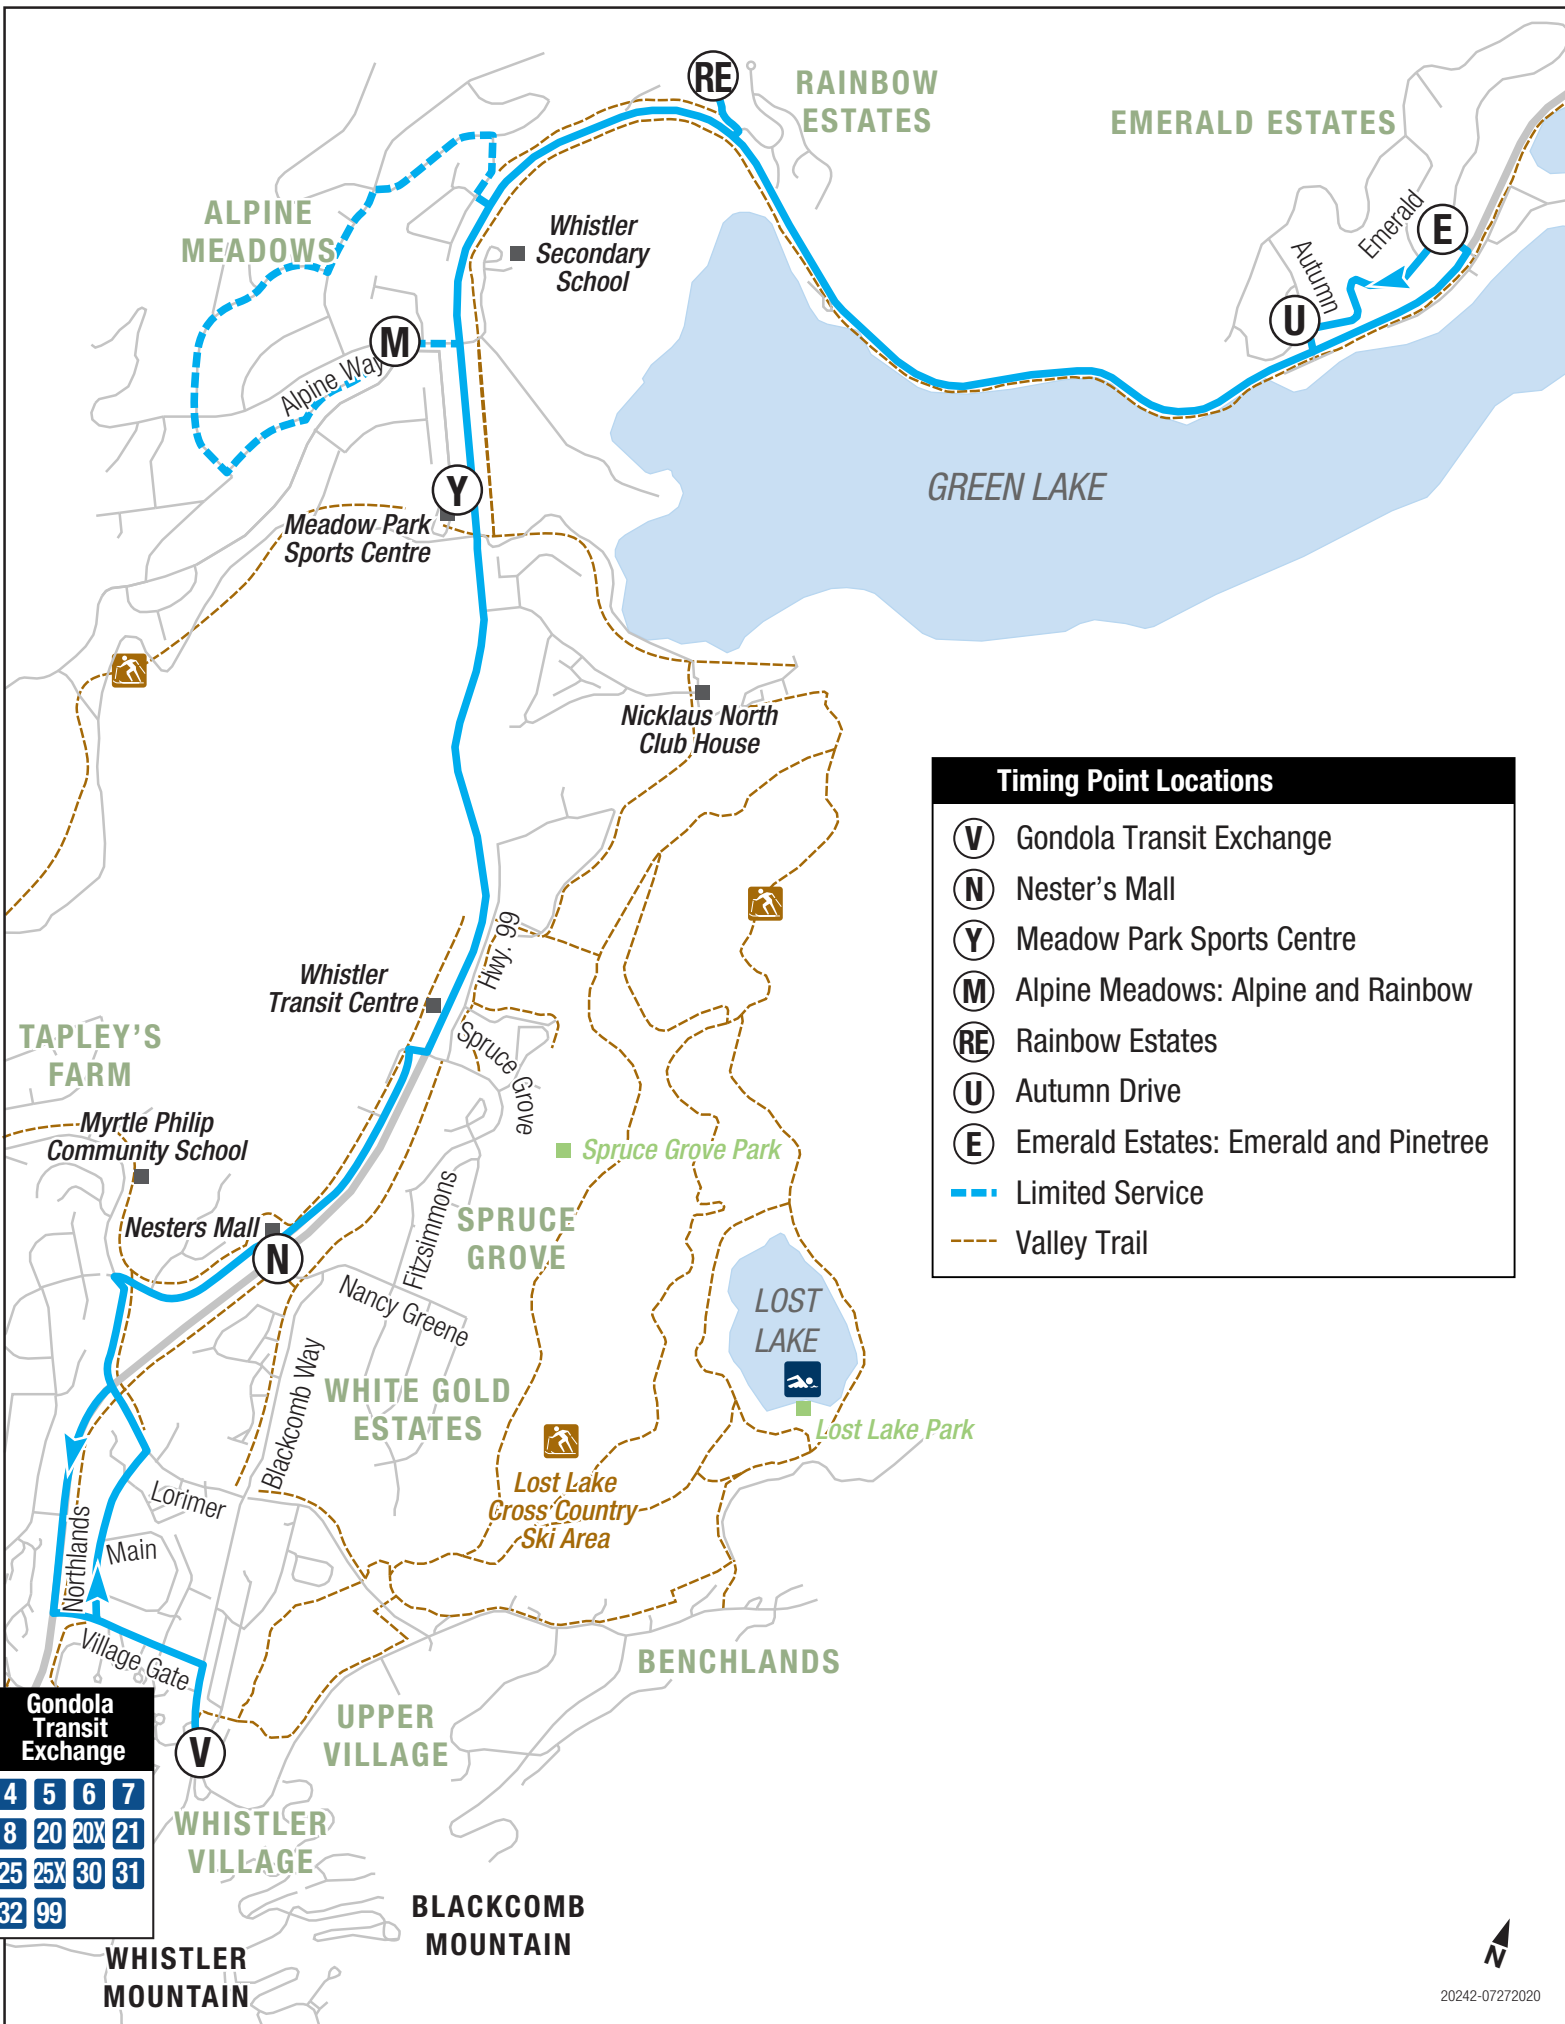 RE
RAINBOW
ESTATES
EMERALD ESTATES
ALPINE
MEADOWS
Whistler
Secondary
School
Emerald
E
Autumn
U
M
Alpine Way
Y
GREEN LAKE
Meadow Park
Sports Centre
Nicklaus North
Club House
Timing Point Locations
V Gondola Transit Exchange
N Nester's Mall
Y Meadow Park Sports Centre
M Alpine Meadows: Alpine and Rainbow
RE Rainbow Estates
U Autumn Drive
E Emerald Estates: Emerald and Pinetree
Limited Service
Valley Trail
Hwy. 99
Whistler
Transit Centre
TAPLEY'S
FARM
Spruce Grove
Myrtle Philip
Community School
Spruce Grove Park
Fitzsimmons
SPRUCE
GROVE
Nesters Mall
N
Nancy Greene
LOST
LAKE
Blackcomb Way
WHITE GOLD
ESTATES
Lost Lake Park
Lost Lake
Cross Country
Ski Area
Lorimer
Northlands
Main
Village Gate
BENCHLANDS
Gondola
Transit
Exchange
4 5 6 7
8 20 20X 21
25 25X 30 31
32 99
V
UPPER
VILLAGE
WHISTLER
VILLAGE
BLACKCOMB
MOUNTAIN
WHISTLER
MOUNTAIN
N
20242-07272020